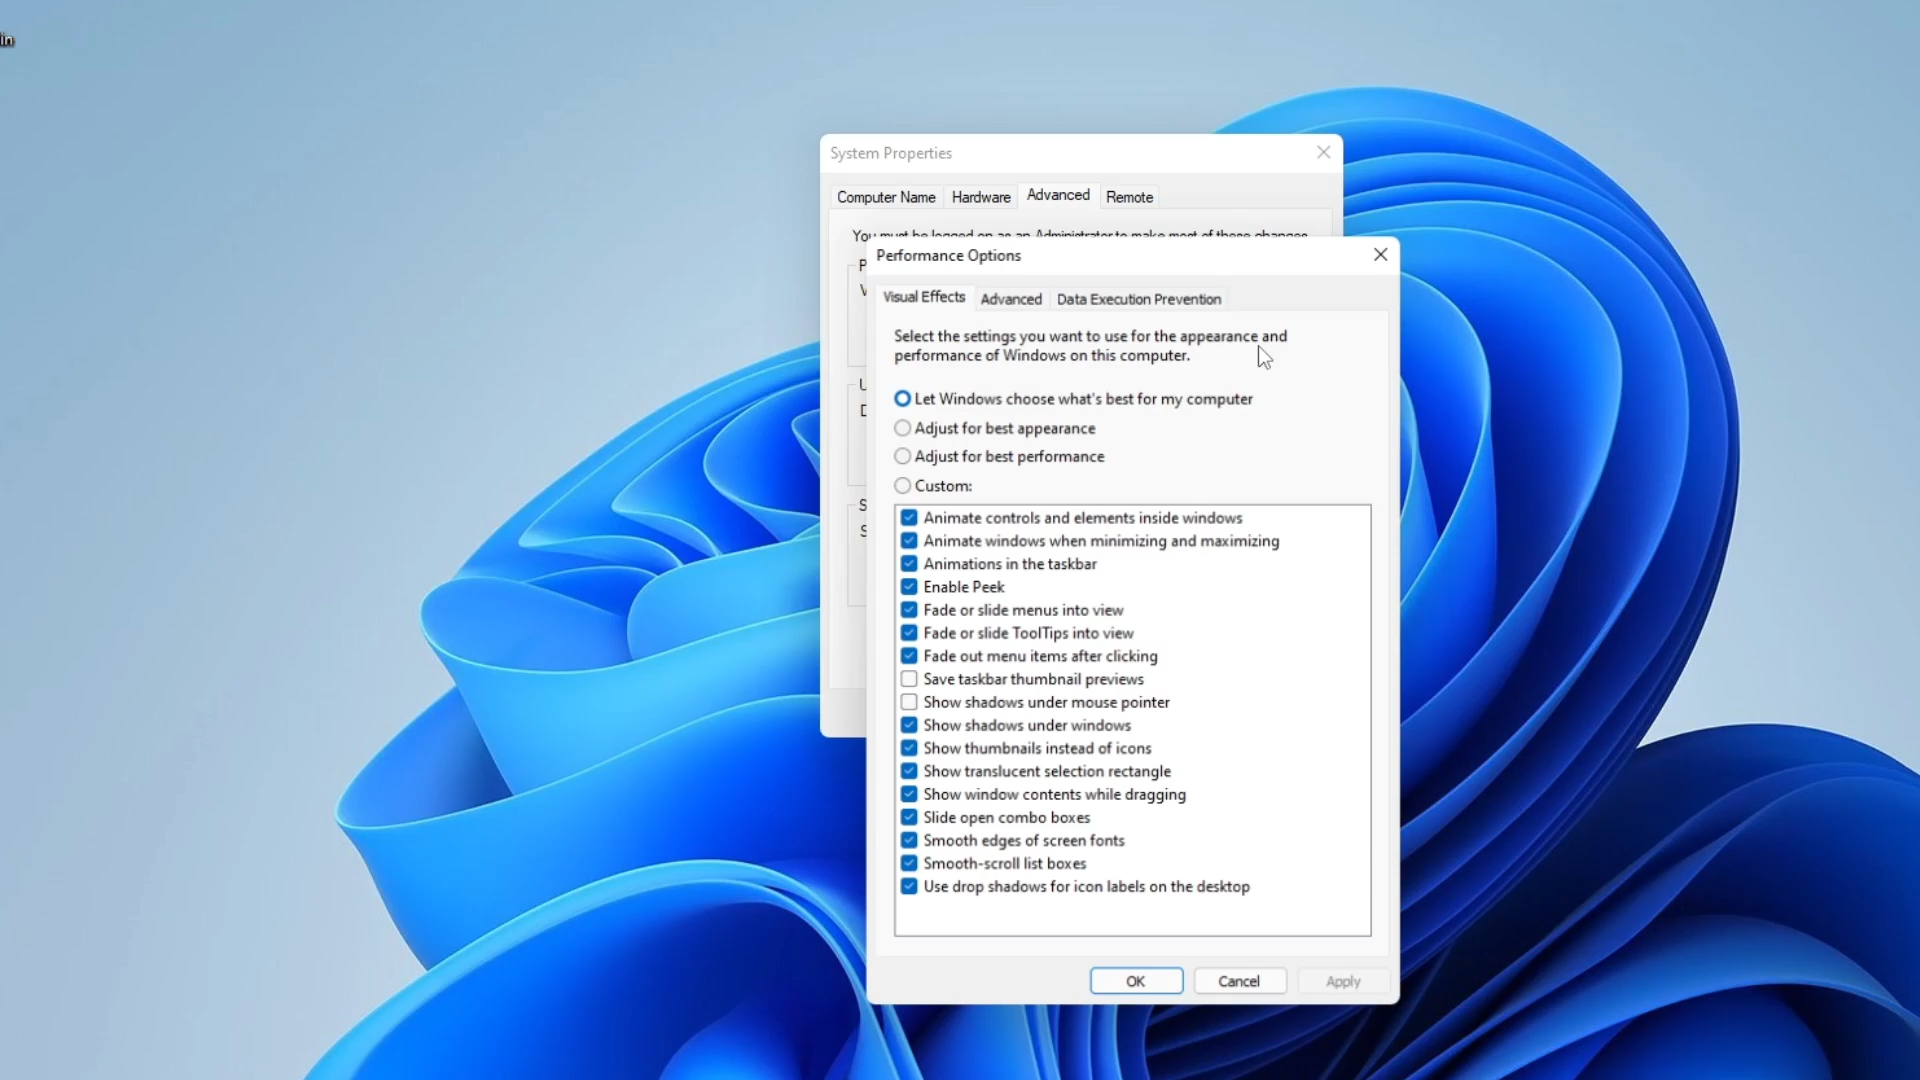 in
System Properties
Computer Name Hardware Advanced Remote
You must be logged on as an Administrator to make most of these changes.
Performance Options
Visual Effects Advanced Data Execution Prevention
Select the settings you want to use for the appearance and
performance of Windows on this computer.
Let Windows choose what's best for my computer
Adjust for best appearance
Adjust for best performance
Custom:
Animate controls and elements inside windows
Animate windows when minimizing and maximizing
Animations in the taskbar
Enable Peek
Fade or slide menus into view
Fade or slide ToolTips into view
Fade out menu items after clicking
Save taskbar thumbnail previews
Show shadows under mouse pointer
Show shadows under windows
Show thumbnails instead of icons
Show translucent selection rectangle
Show window contents while dragging
Slide open combo boxes
Smooth edges of screen fonts
Smooth-scroll list boxes
Use drop shadows for icon labels on the desktop
OK Cancel Apply